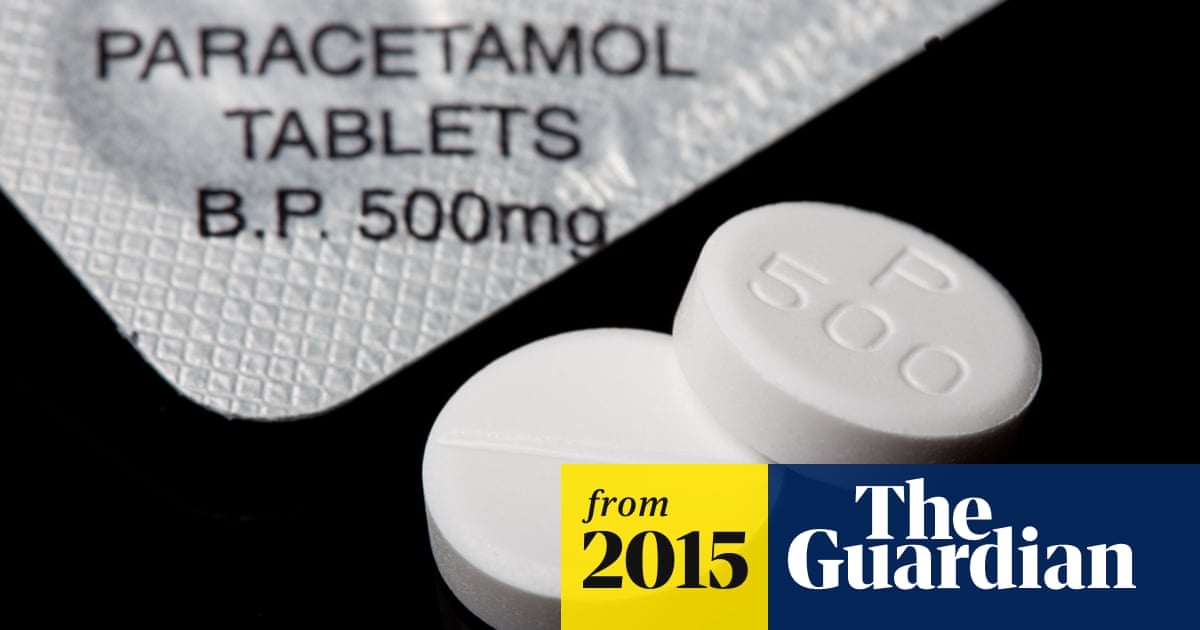 PARACETAMOL
TABLETS
B.P. 500mg
P
500
from
2015
The
Guardian